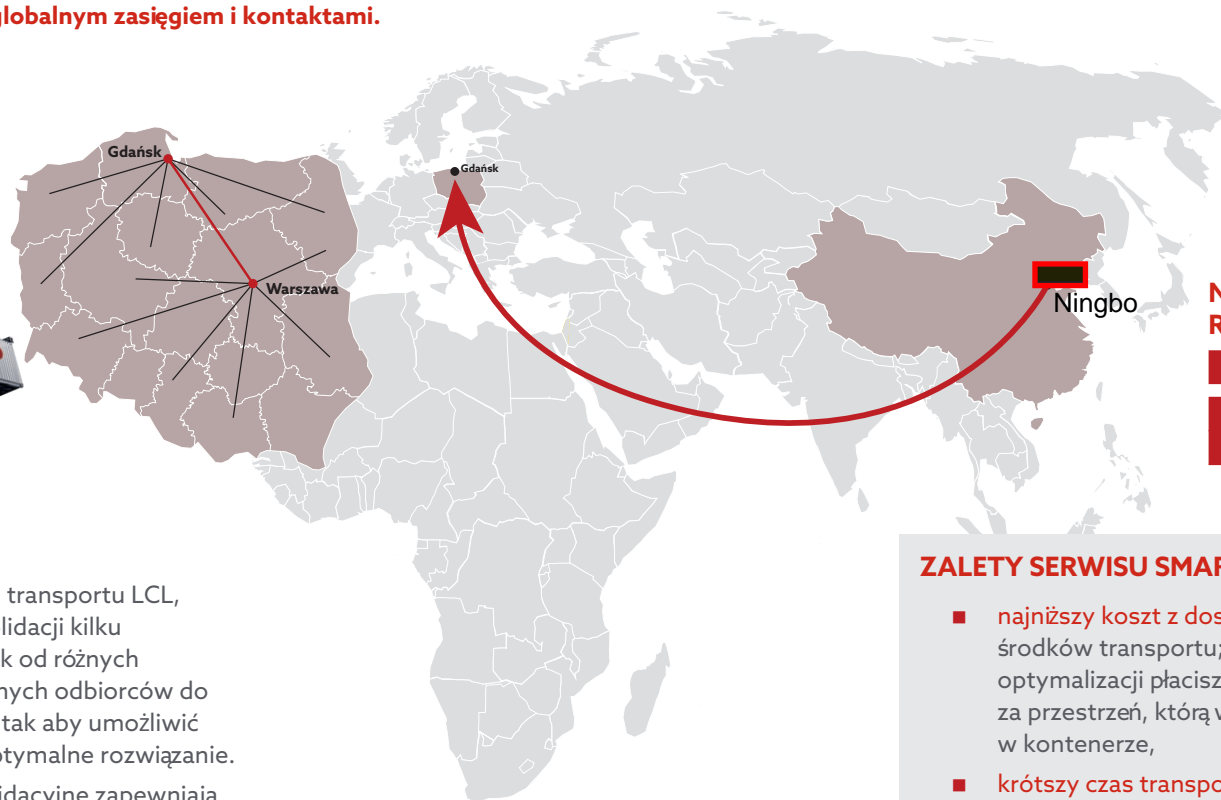 globalnym zasięgiem i kontaktami.
Gdańsk
Warszawa
Gdańsk
Ningbo
N
R
transportu LCL,
lidacji kilku
k od różnych
nych odbiorców do
tak aby umożliwić
ptymalne rozwiązanie.
idacyjne zapewniają
ZALETY SERWISU SMAR
najniższy koszt z dos
środków transportu;
optymalizacji płacisz
za przestrzeń, którą w
w kontenerze,
krótszy czas transpo